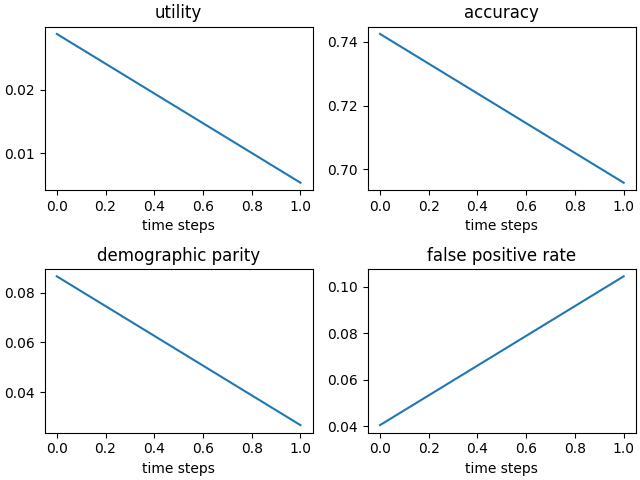 utility
accuracy
0.02
0.01
0.74
0.72
0.70
0.0 0.2 0.4 0.6 0.8 1.0
0.0 0.2 0.4 0.6 0.8 1.0
time steps
time steps
demographic parity
false positive rate
0.08
0.06
0.04
0.10
0.08
0.06
0.04
0.0 0.2 0.4 0.6 0.8 1.0
0.0 0.2 0.4 0.6 0.8 1.0
time steps
time steps